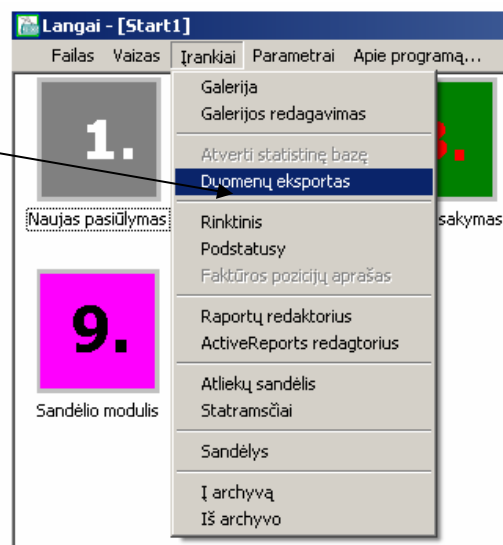 Langai - [Start1]
Failas Vaizas Įrankiai Parametrai Apie programą...
Galerija
Galerijos redagavimas
Atverti statistinę bazę
Duomenų eksportas
Rinktinis
Podstatusy
Faktūros pozicijų aprašas
Raportų redaktorius
ActiveReports redagtorius
Atliekų sandėlis
Statramsčiai
Sandėlys
Į archyvą
Iš archyvo
1.
Naujas pasiūlymas
sakymas
9.
Sandėlio modulis